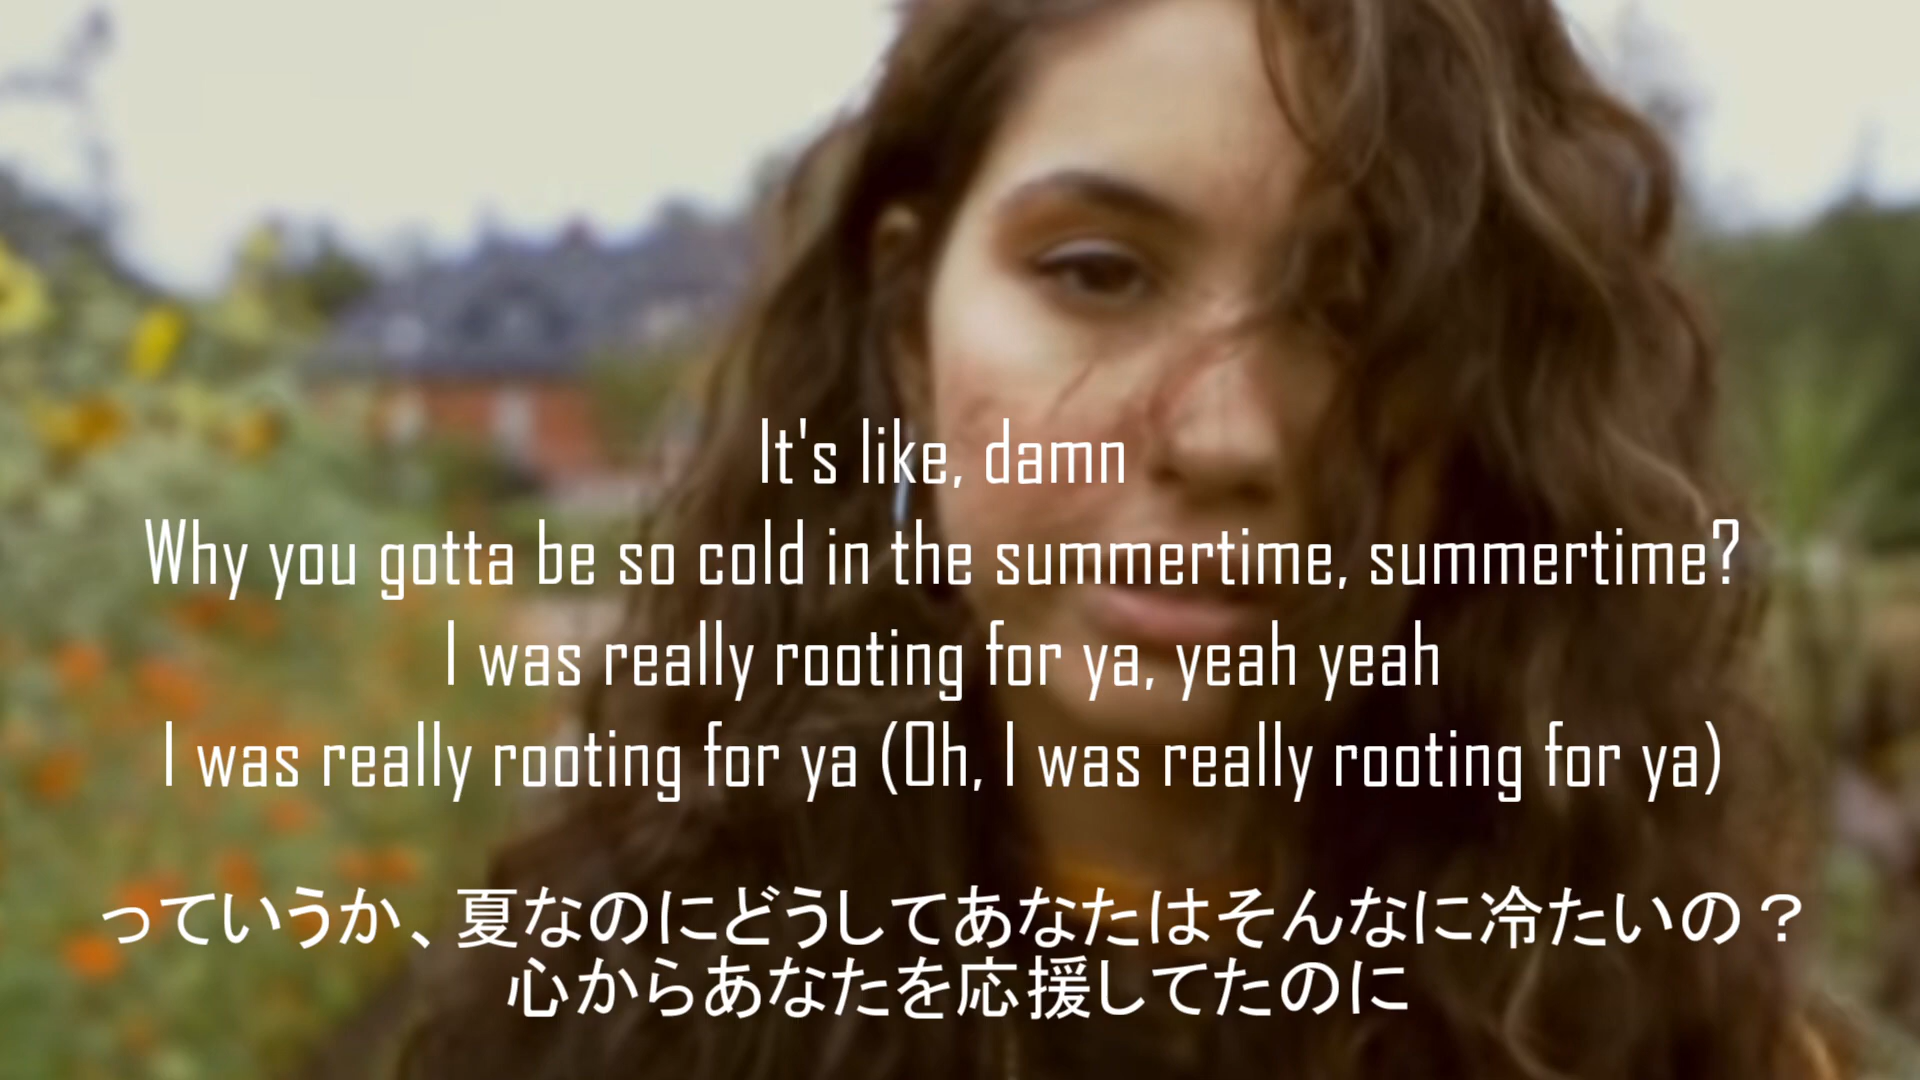 It's like, damn
Why you gotta be so cold in the summertime, summertime?
I was really rooting for ya, yeah yeah
I was really rooting for ya (Oh, I was really rooting for ya)
っていうか、夏なのにどうしてあなたはそんなに冷たいの？
心からあなたを応援してたのに